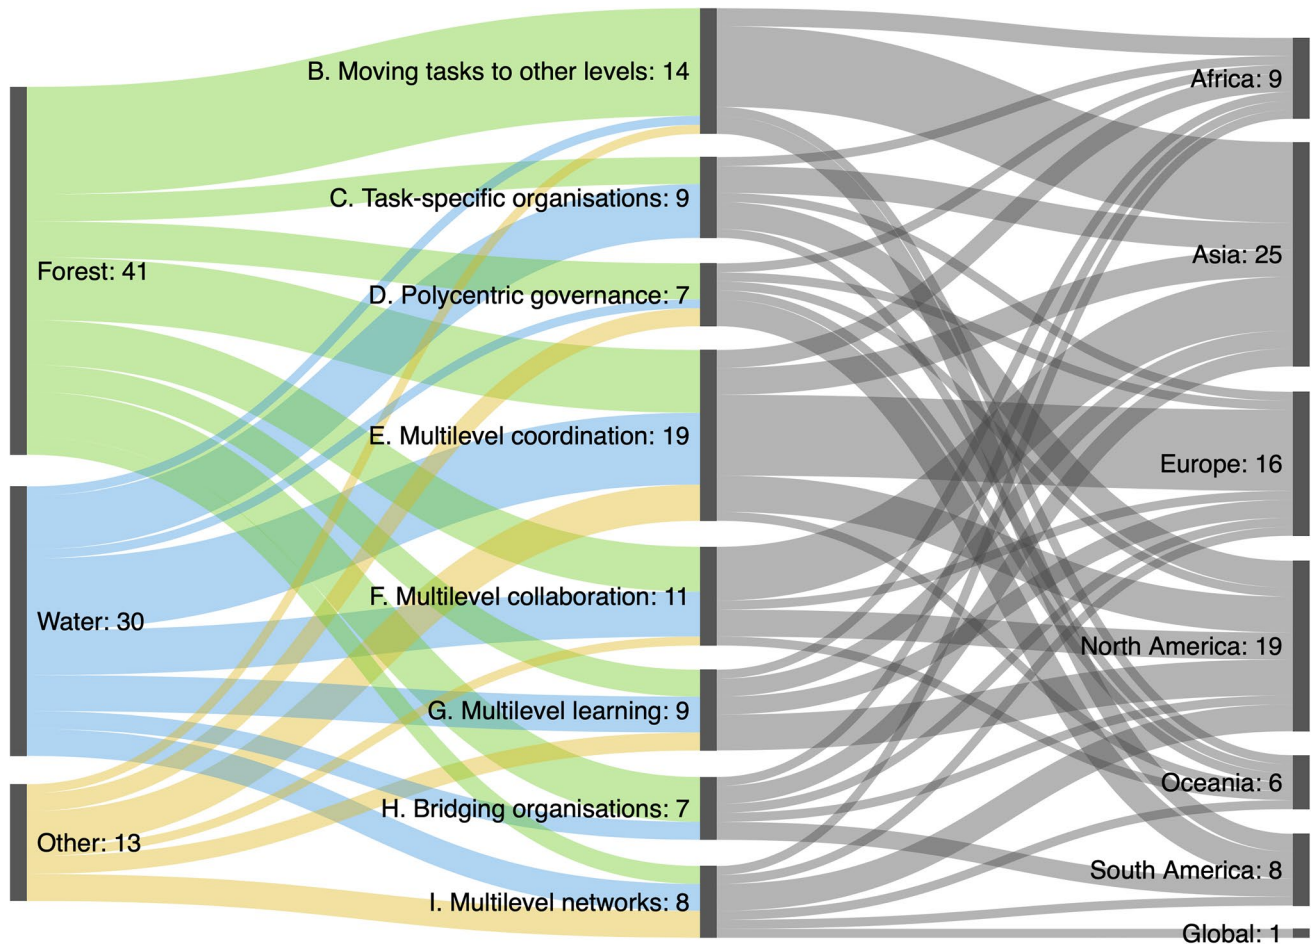 Forest: 41
Water: 30
Other: 13
B. Moving tasks to other levels: 14
C. Task-specific organisations: 9
D. Polycentric governance: 7
E. Multilevel coordination: 19
F. Multilevel collaboration: 11
G. Multilevel learning: 9
H. Bridging organisations: 7
I. Multilevel networks: 8
Africa: 9
Asia: 25
Europe: 16
North America: 19
Oceania: 6
South America: 8
Global: 1